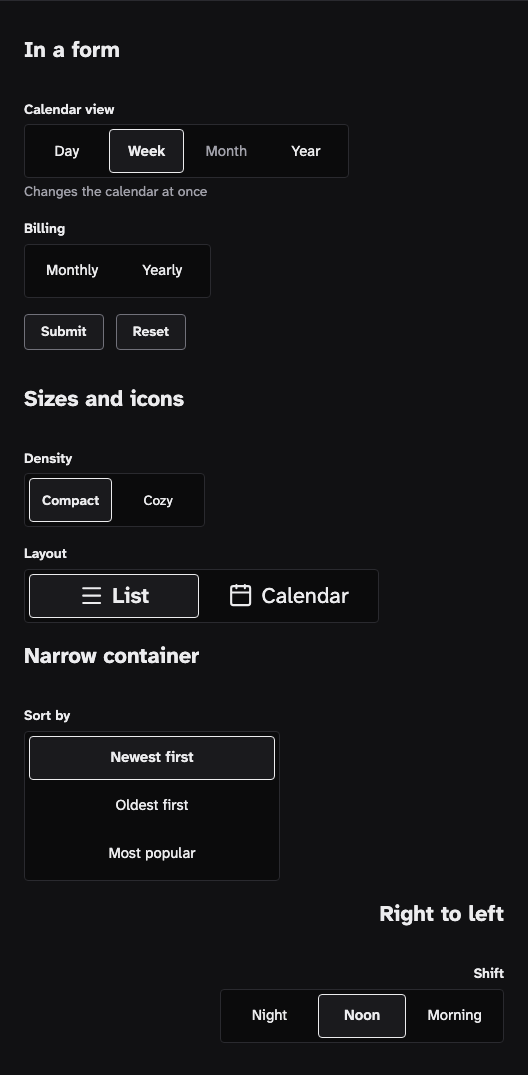 In a form
Calendar view
Day Week Month Year
Changes the calendar at once
Billing
Monthly Yearly
Submit Reset
Sizes and icons
Density
Compact Cozy
Layout
List Calendar
Narrow container
Sort by
Newest first
Oldest first
Most popular
Right to left
Shift
Night Noon Morning